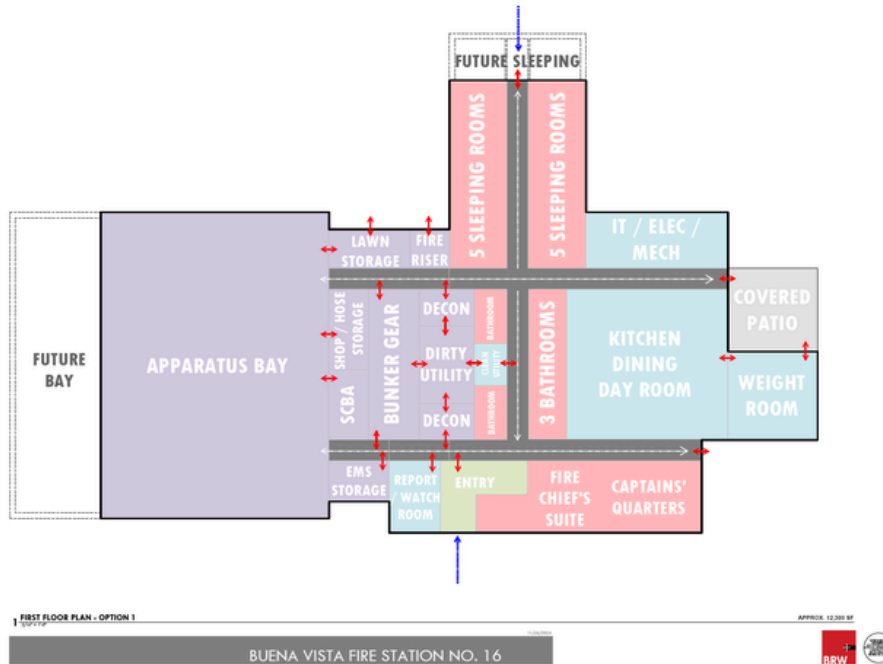 FUTURE SLEEPING
5 SLEEPING ROOMS
5 SLEEPING ROOMS
LAWN
STORAGE
FIRE
RISER
IT / ELEC /
MECH
FUTURE
BAY
APPARATUS BAY
SHOP / HOSE
STORAGE
SCBA
BUNKER GEAR
DECON
DIRTY
UTILITY
DECON
BATHROOM
CLEAN
UTILITY
BATHROOM
3 BATHROOMS
KITCHEN
DINING
DAY ROOM
COVERED
PATIO
WEIGHT
ROOM
EMS
STORAGE
REPORT
/ WATCH
ROOM
ENTRY
FIRE
CHIEF'S
SUITE
CAPTAINS'
QUARTERS
1 FIRST FLOOR PLAN - OPTION 1
APPROX. 12,300 SF
BUENA VISTA FIRE STATION NO. 16
BRW